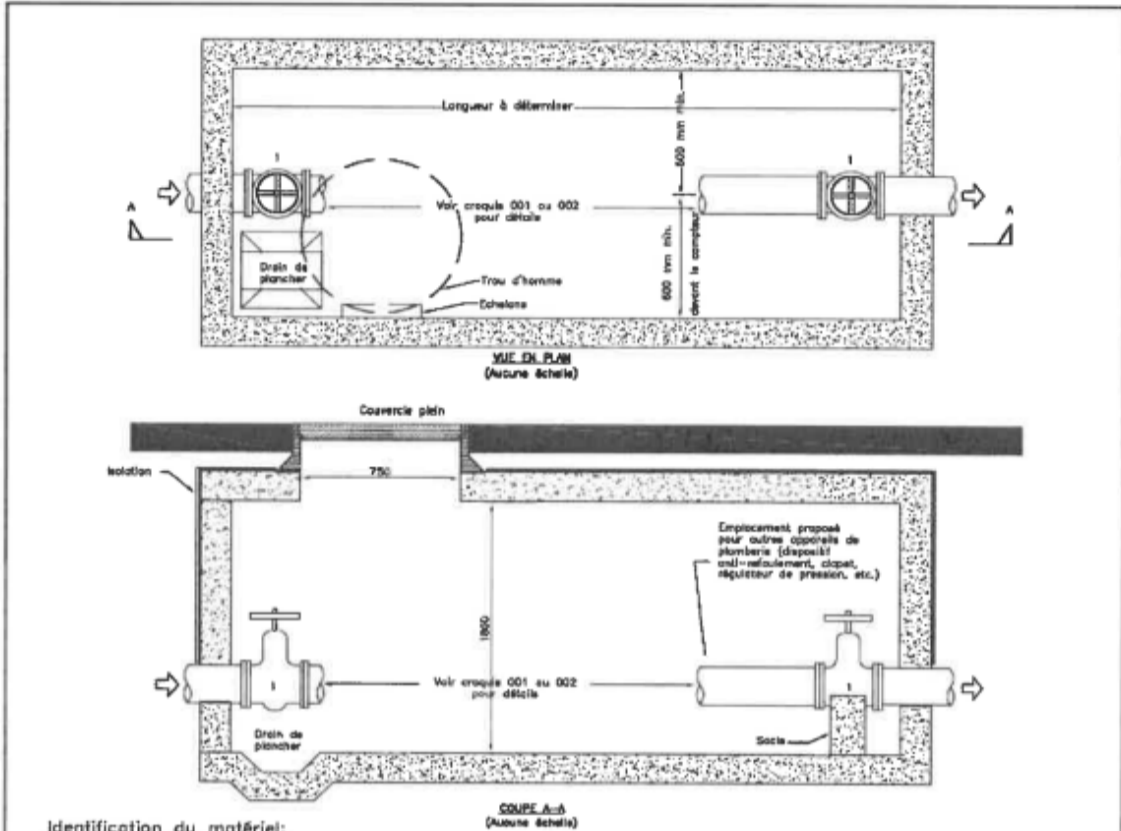 Longueur à déterminer
600 mm min.
1
1
A
A
Voir croquis 001 ou 002
pour détails
600 mm min.
devant le compteur
Drain de
plancher
Trou d'homme
Échelons
VUE EN PLAN
(Aucune échelle)
Couvercle plein
Isolation
750
Emplacement proposé
pour autres appareils de
plomberie (dispositif
anti-refoulement, clapet,
régulateur de pression, etc.)
1800
1
Voir croquis 001 ou 002
pour détails
1
Drain de
plancher
Socle
COUPE A-A
(Aucune échelle)
Identification du matériel: